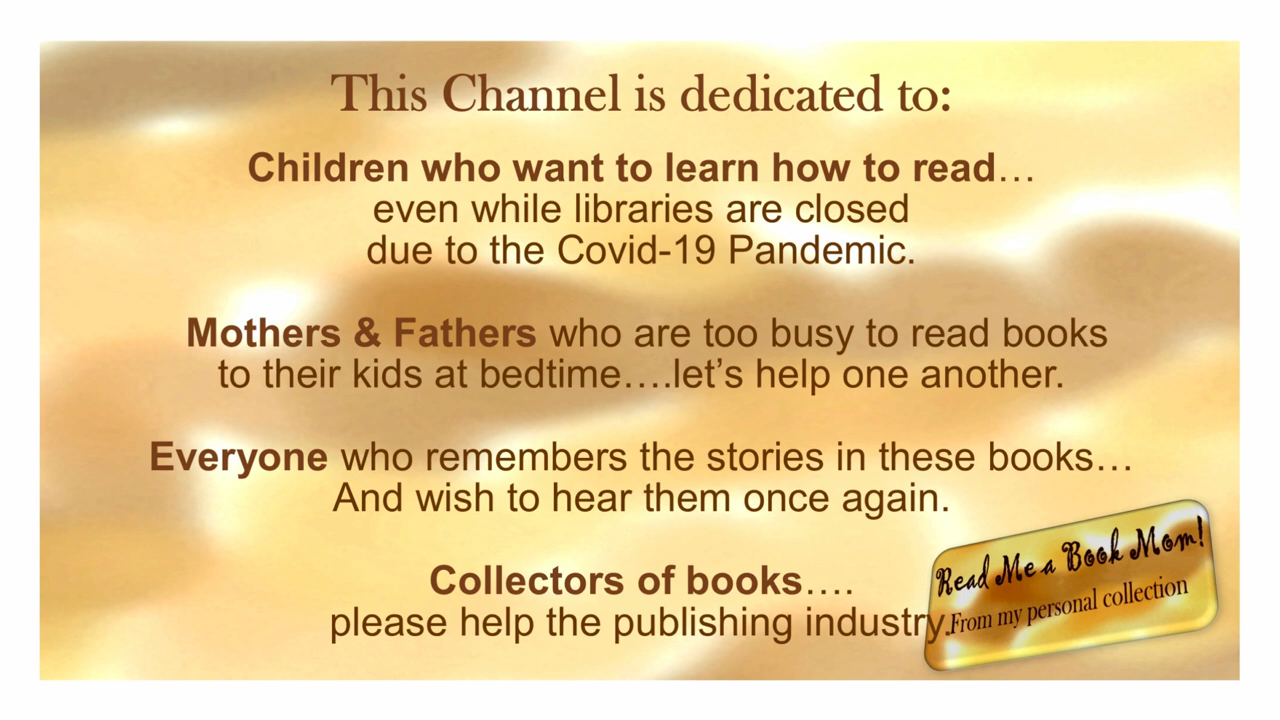 This Channel is dedicated to:
Children who want to learn how to read…
even while libraries are closed
due to the Covid-19 Pandemic.
Mothers & Fathers who are too busy to read books
to their kids at bedtime….let’s help one another.
Everyone who remembers the stories in these books…
And wish to hear them once again.
Collectors of books….
please help the publishing industry.
Read Me a Book Mom!
From my personal collection